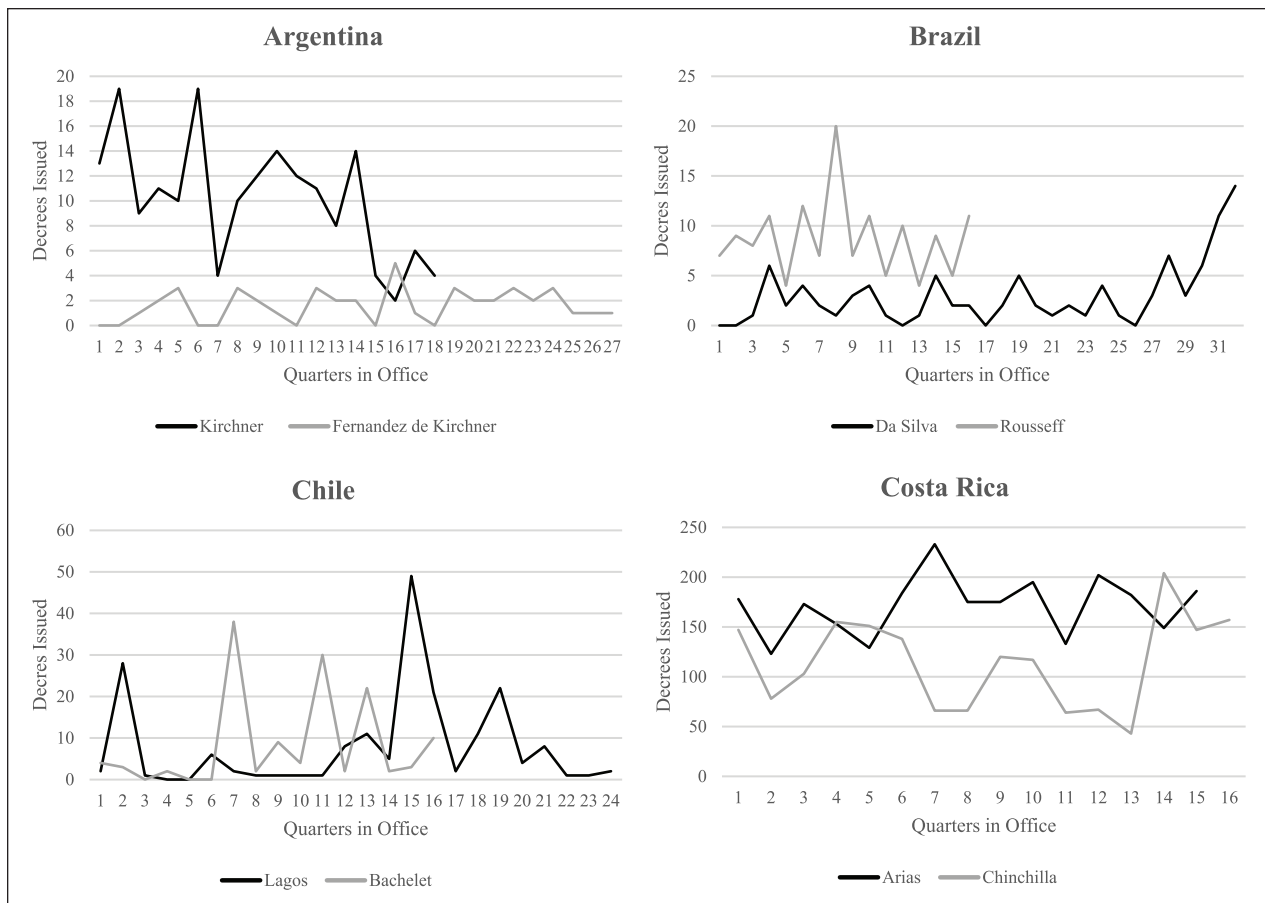 Argentina
20
18
16
14
12
10
8
6
4
2
0
Decrees Issued
1 2 3 4 5 6 7 8 9 10 11 12 13 14 15 16 17 18 19 20 21 22 23 24 25 26 27
Quarters in Office
Kirchner Fernandez de Kirchner
Brazil
25
20
15
10
5
0
Decres Issued
1 3 5 7 9 11 13 15 17 19 21 23 25 27 29 31
Quarters in Office
Da Silva Rousseff
Chile
60
50
40
30
20
10
0
Decres Issued
1 2 3 4 5 6 7 8 9 10 11 12 13 14 15 16 17 18 19 20 21 22 23 24
Quarters in Office
Lagos Bachelet
Costa Rica
250
200
150
100
50
0
Decrees Issued
1 2 3 4 5 6 7 8 9 10 11 12 13 14 15 16
Quarters in Office
Arias Chinchilla